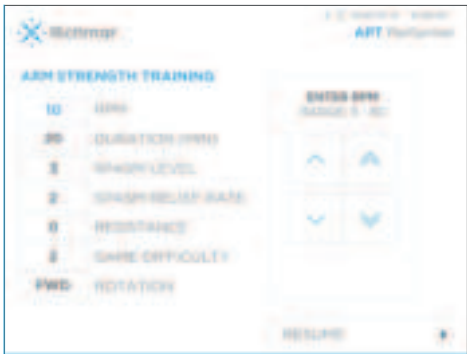 Richmar
APT
ARM STRENGTH TRAINING
10 RPM
20 DURATION (MIN)
3 SPASM LEVEL
2 SPASM RELIEF RATE
0 RESISTANCE
2 GAME DIFFICULTY
FWD ROTATION
ENTER RPM
RESUME